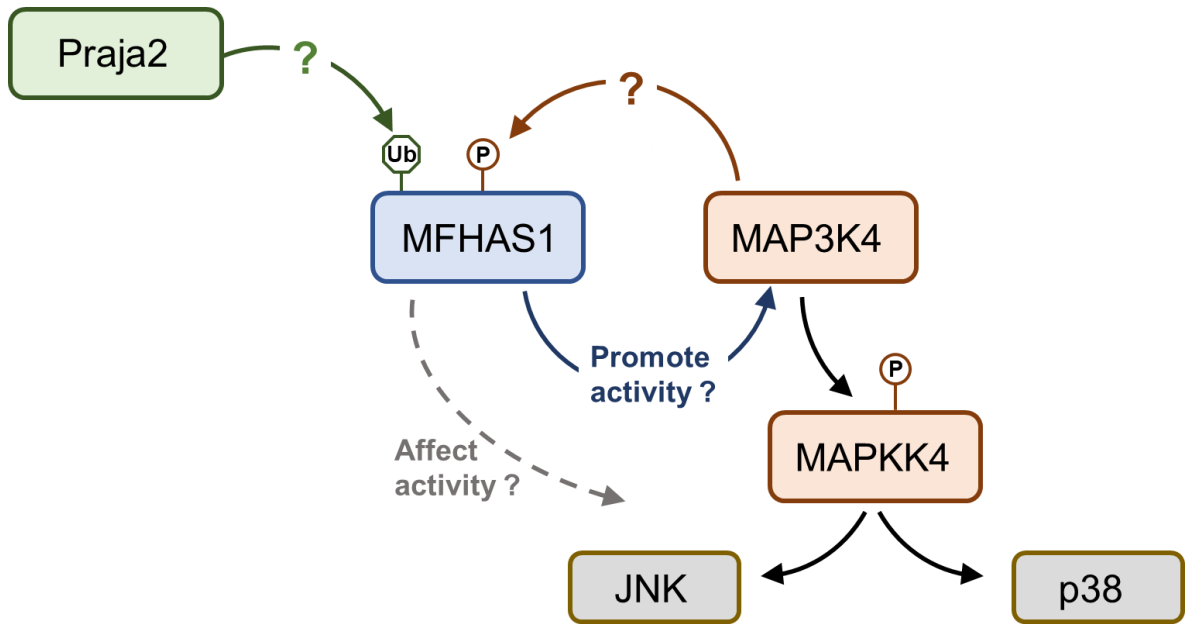 Praja2
?
?
Ub
P
MFHAS1
MAP3K4
Promote
activity ?
P
Affect
activity ?
MAPKK4
JNK
p38